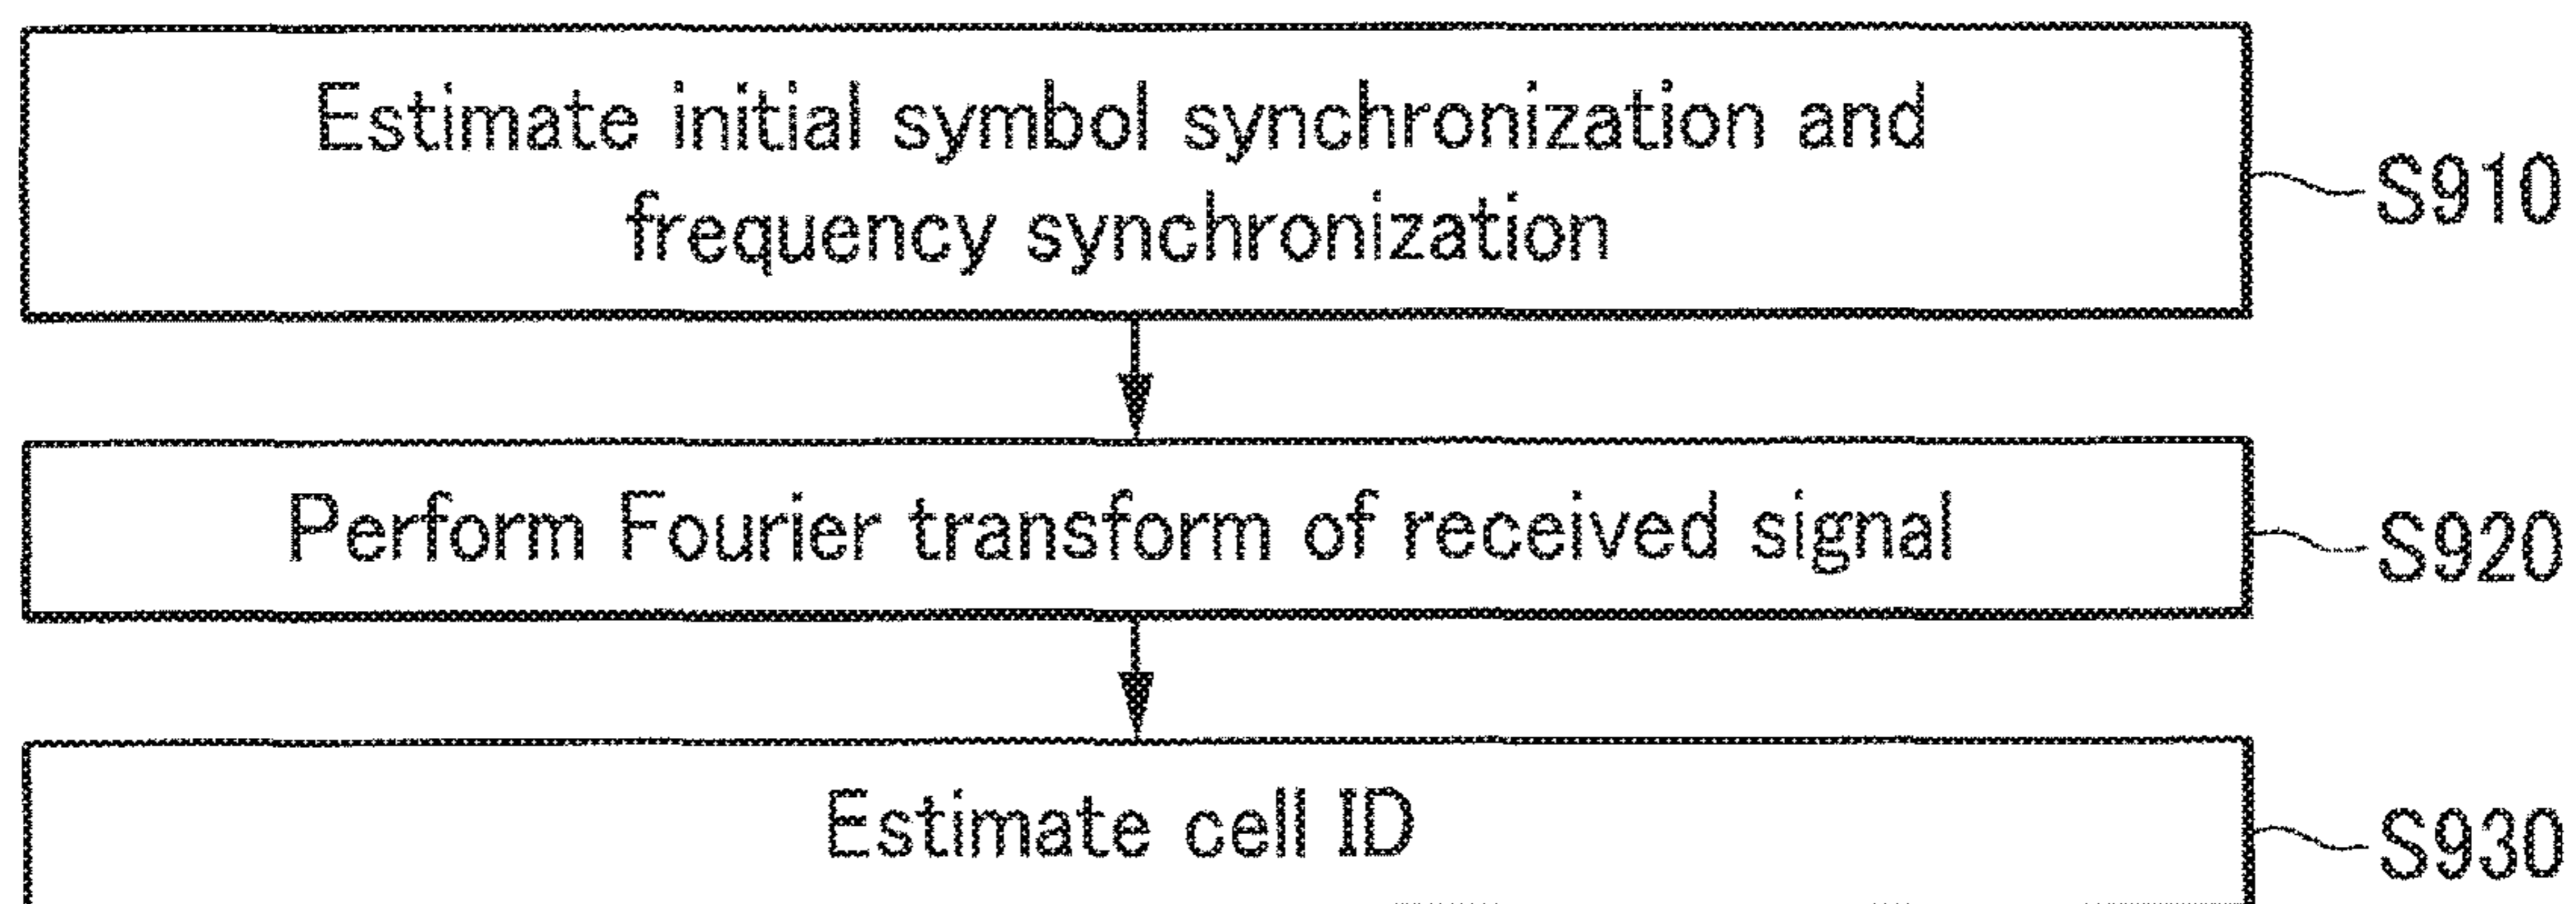 Estimate initial symbol synchronization and
frequency synchronization
S910
Perform Fourier transform of received signal
S920
Estimate cell ID
S930